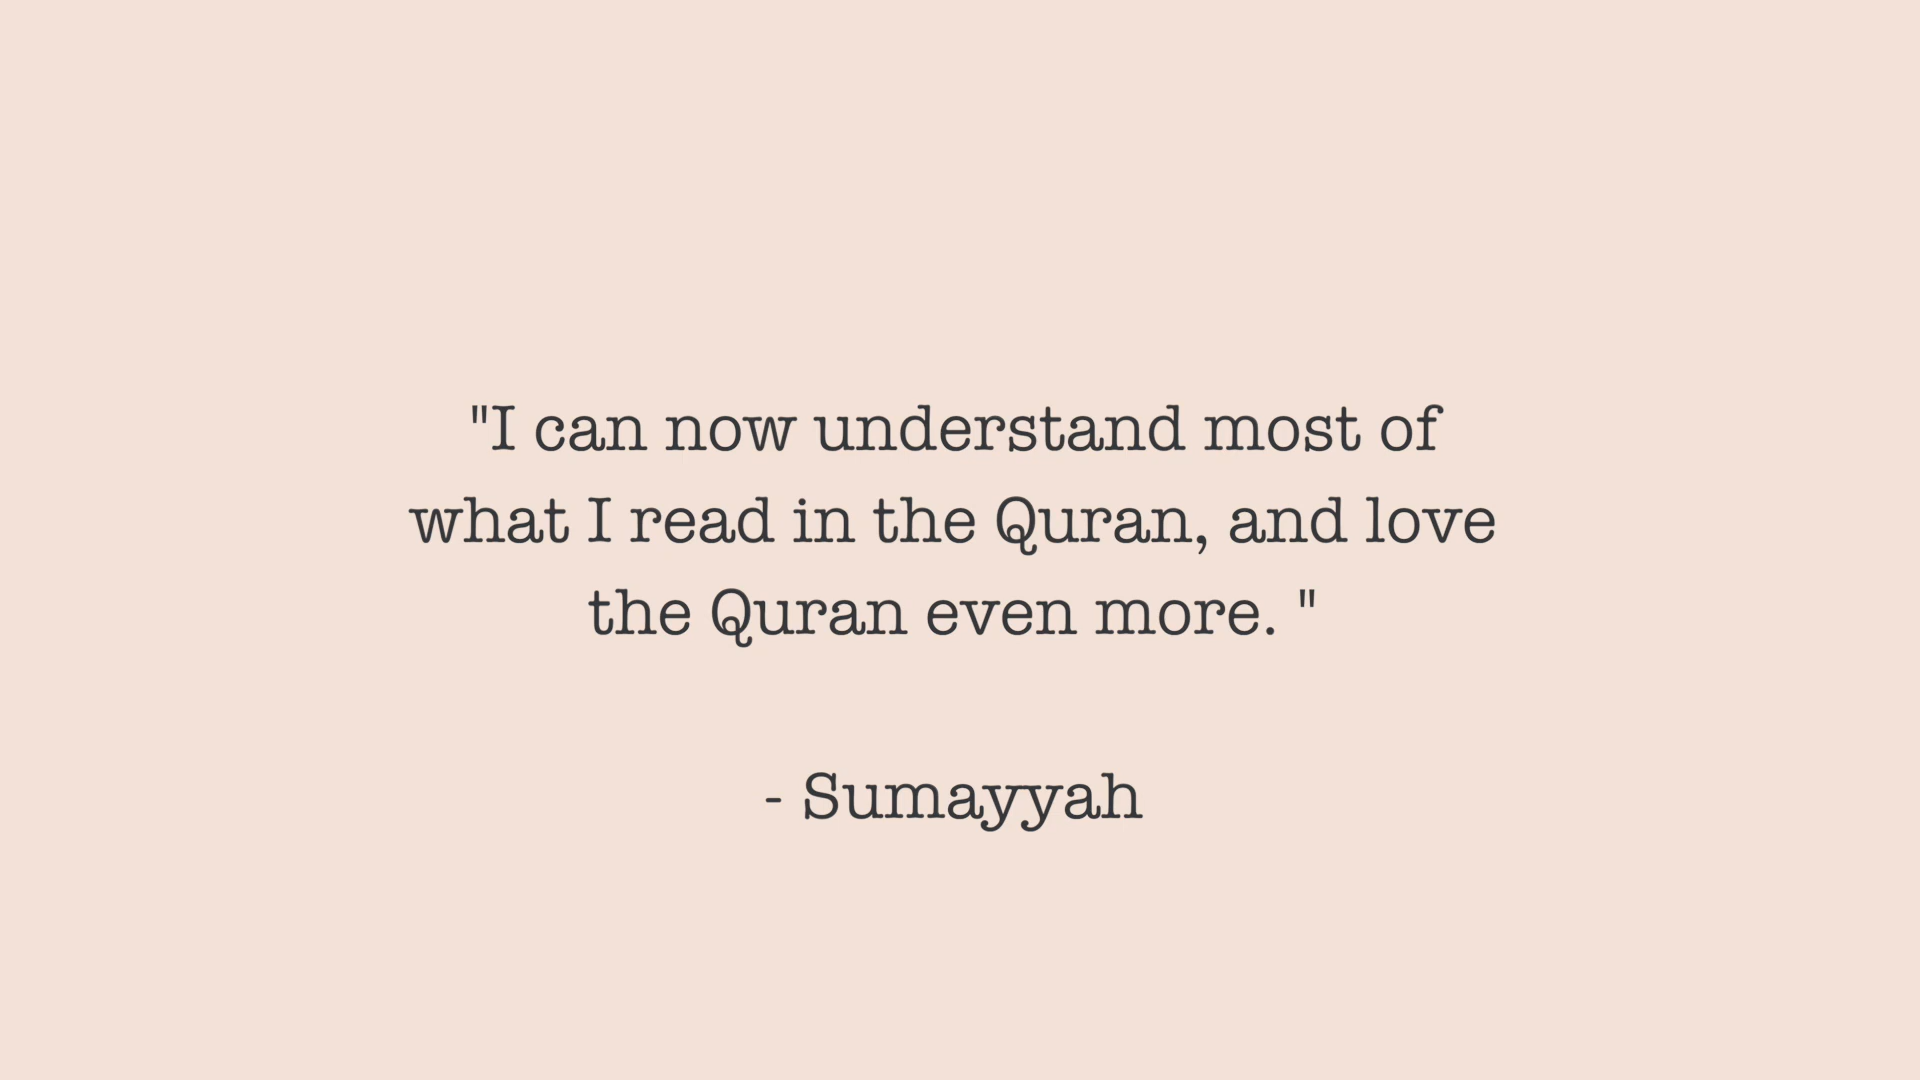 "I can now understand most of
what I read in the Quran, and love
the Quran even more. "
- Sumayyah